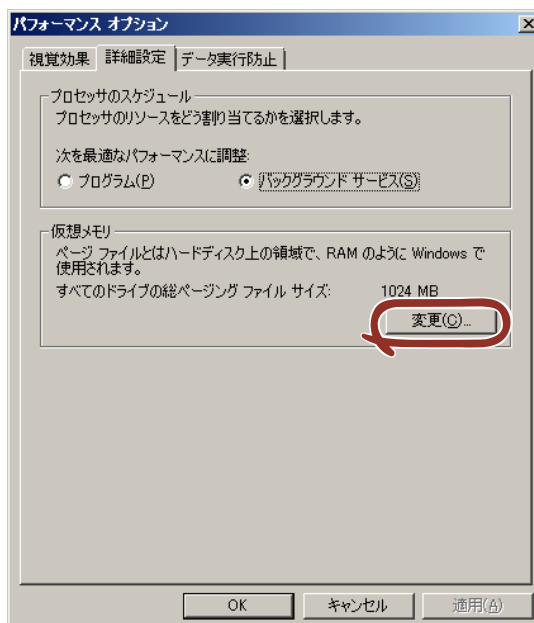 パフォーマンス オプション
視覚効果 詳細設定 データ実行防止
プロセッサのスケジュール
プロセッサのリソースをどう割り当てるかを選択します。
次を最適なパフォーマンスに調整:
プログラム(P) バックグラウンド サービス(S)
仮想メモリ
ページ ファイルとはハードディスク上の領域で、RAM のように Windows で
使用されます。
すべてのドライブの総ページング ファイル サイズ: 1024 MB
変更(C)...
OK キャンセル 適用(A)